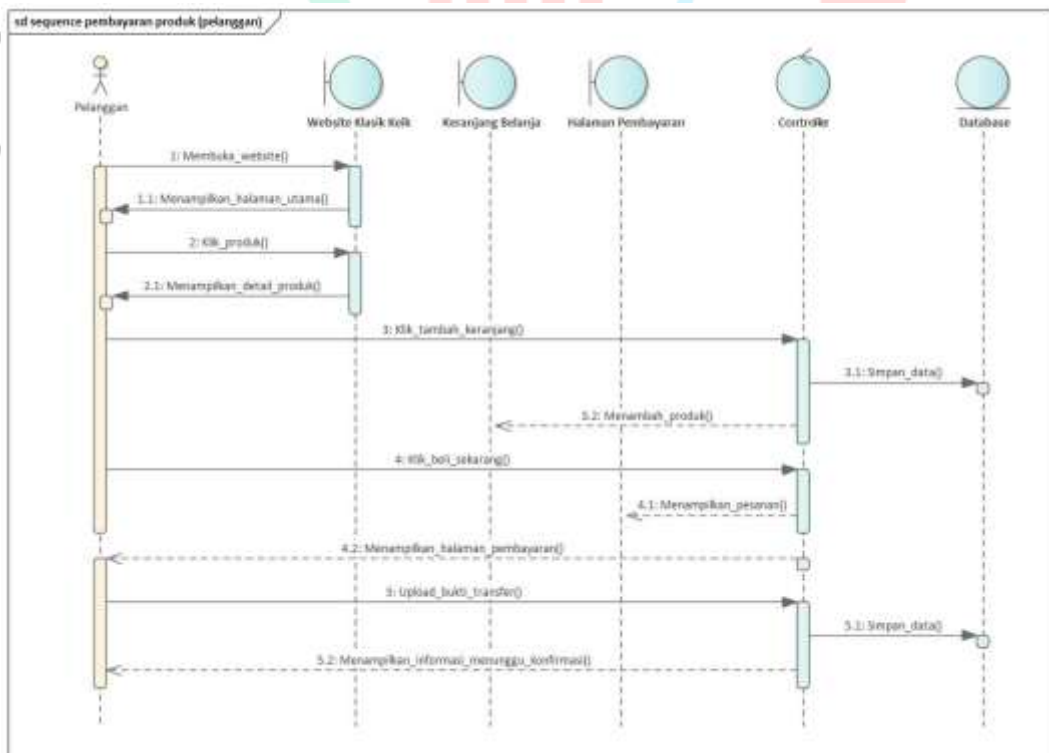 sd sequence pembayaran produk (pelanggan)
Pelanggan
Website Klasik Keik
Keranjang Belanja
Halaman Pembayaran
Controller
Database
1: Membuka_website()
1.1: Menampilkan_halaman_utama()
2: Klik_produk()
2.1: Menampilkan_detail_produk()
3: Klik_tambah_keranjang()
3.1: Simpan_data()
3.2: Menambah_produk()
4: Klik_beli_sekarang()
4.1: Menampilkan_pesanan()
4.2: Menampilkan_halaman_pembayaran()
5: Upload_bukti_transfer()
5.1: Simpan_data()
5.2: Menampilkan_informasi_menunggu_konfirmasi()